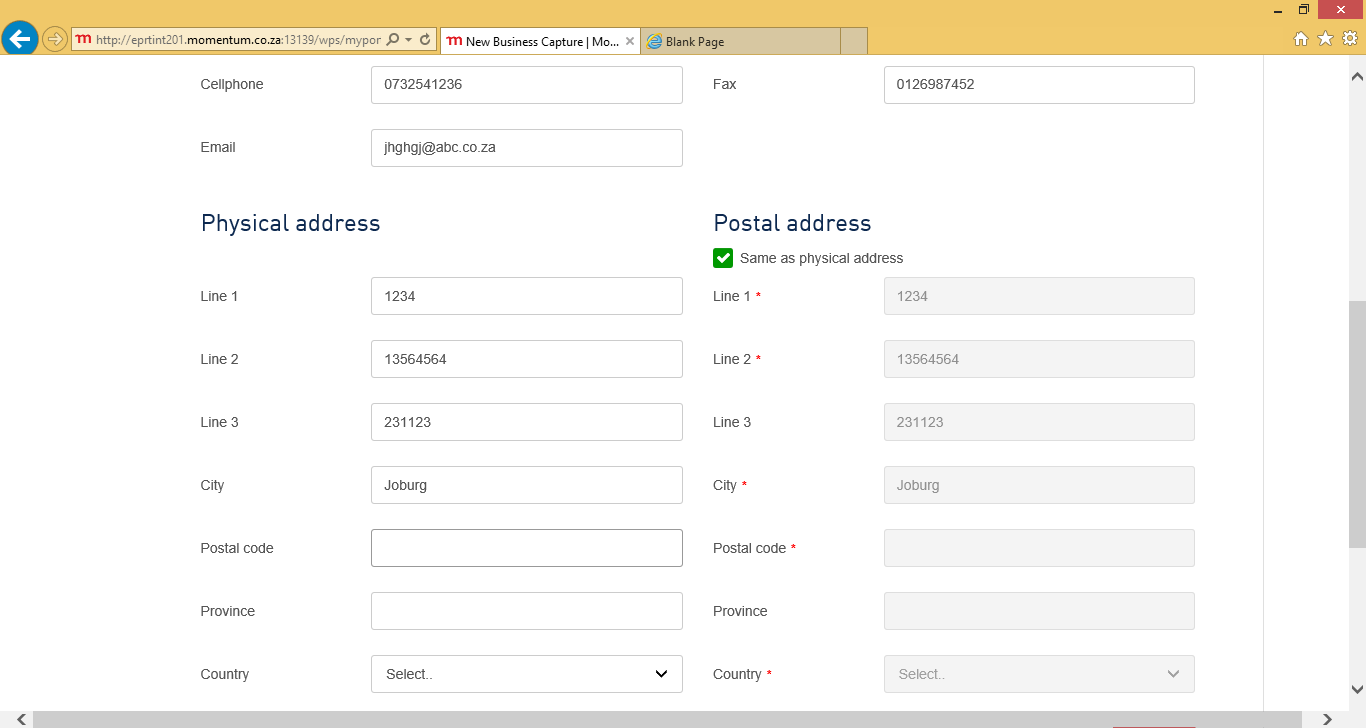 http://eprtint201.momentum.co.za:13139/wps/mypor
m New Business Capture | Mo...
Blank Page
Cellphone 0732541236 Fax 0126987452
Email jhghgj@abc.co.za
Physical address Postal address
Same as physical address
Line 1 1234 Line 1 * 1234
Line 2 13564564 Line 2 * 13564564
Line 3 231123 Line 3 231123
City Joburg City * Joburg
Postal code Postal code *
Province Province
Country Select.. Country * Select..